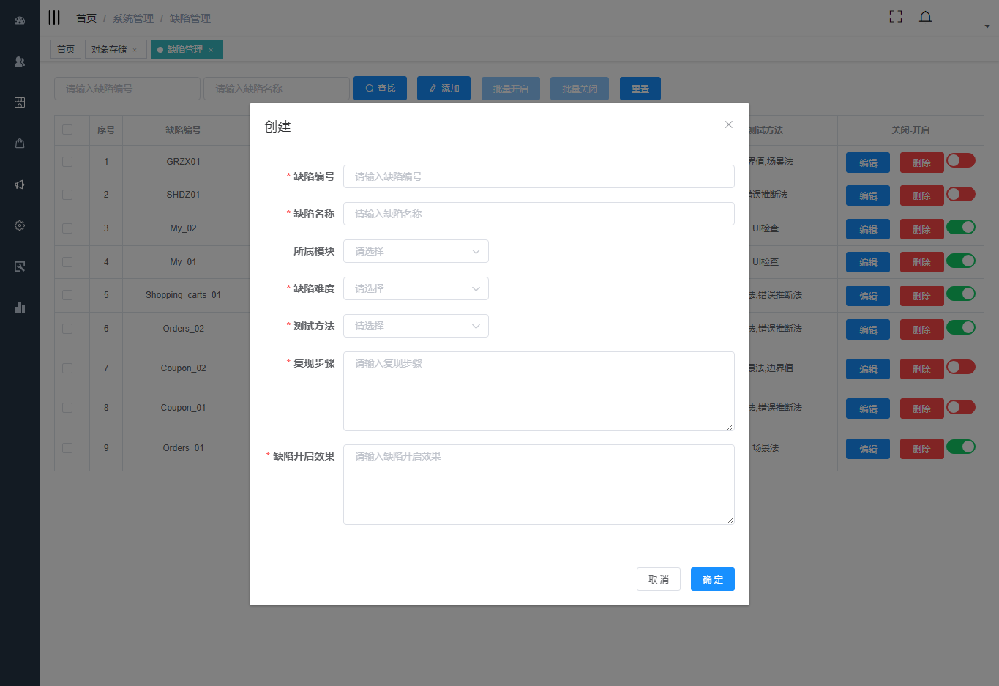 首页 / 系统管理 / 缺陷管理
首页 对象存储 × 缺陷管理 ×
请输入缺陷编号 请输入缺陷名称 查找 添加 批量开启 批量关闭 重置
序号 缺陷编号 测试方法 关闭-开启
1 GRZX01 界值,场景法 编辑 删除
2 SHDZ01 错误推断法 编辑 删除
3 My_02 UI检查 编辑 删除
4 My_01 UI检查 编辑 删除
5 Shopping_carts_01 法,错误推断法 编辑 删除
6 Orders_02 法,错误推断法 编辑 删除
7 Coupon_02 景法,边界值 编辑 删除
8 Coupon_01 法,错误推断法 编辑 删除
9 Orders_01 场景法 编辑 删除
创建
* 缺陷编号 请输入缺陷编号
* 缺陷名称 请输入缺陷名称
所属模块 请选择
* 缺陷难度 请选择
* 测试方法 请选择
* 复现步骤 请输入复现步骤
* 缺陷开启效果 请输入缺陷开启效果
取 消 确 定